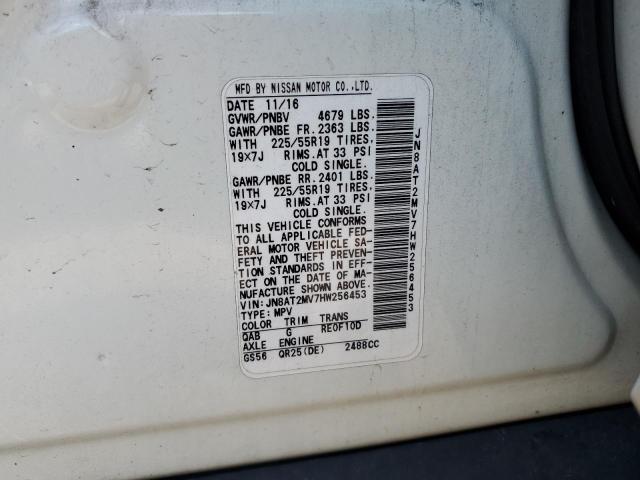 MFD BY NISSAN MOTOR CO.,LTD.
DATE 11/16
GVWR/PNBV 4679 LBS.
GAWR/PNBE FR. 2363 LBS.
WITH 225/55R19 TIRES.
19×7J RIMS.AT 33 PSI
COLD SINGLE.
GAWR/PNBE RR. 2401 LBS.
WITH 225/55R19 TIRES.
19×7J RIMS.AT 33 PSI
COLD SINGLE.
THIS VEHICLE CONFORMS
TO ALL APPLICABLE FED-
ERAL MOTOR VEHICLE SA-
FETY AND THEFT PREVEN-
TION STANDARDS IN EFF-
ECT ON THE DATE OF MA-
NUFACTURE SHOWN ABOVE.
VIN:JN8AT2MV7HW256453
TYPE:MPV
COLOR TRIM TRANS
QAB G RE0F10D
AXLE ENGINE
GS56 QR25(DE) 2488CC
JN8AT2MV7HW256453